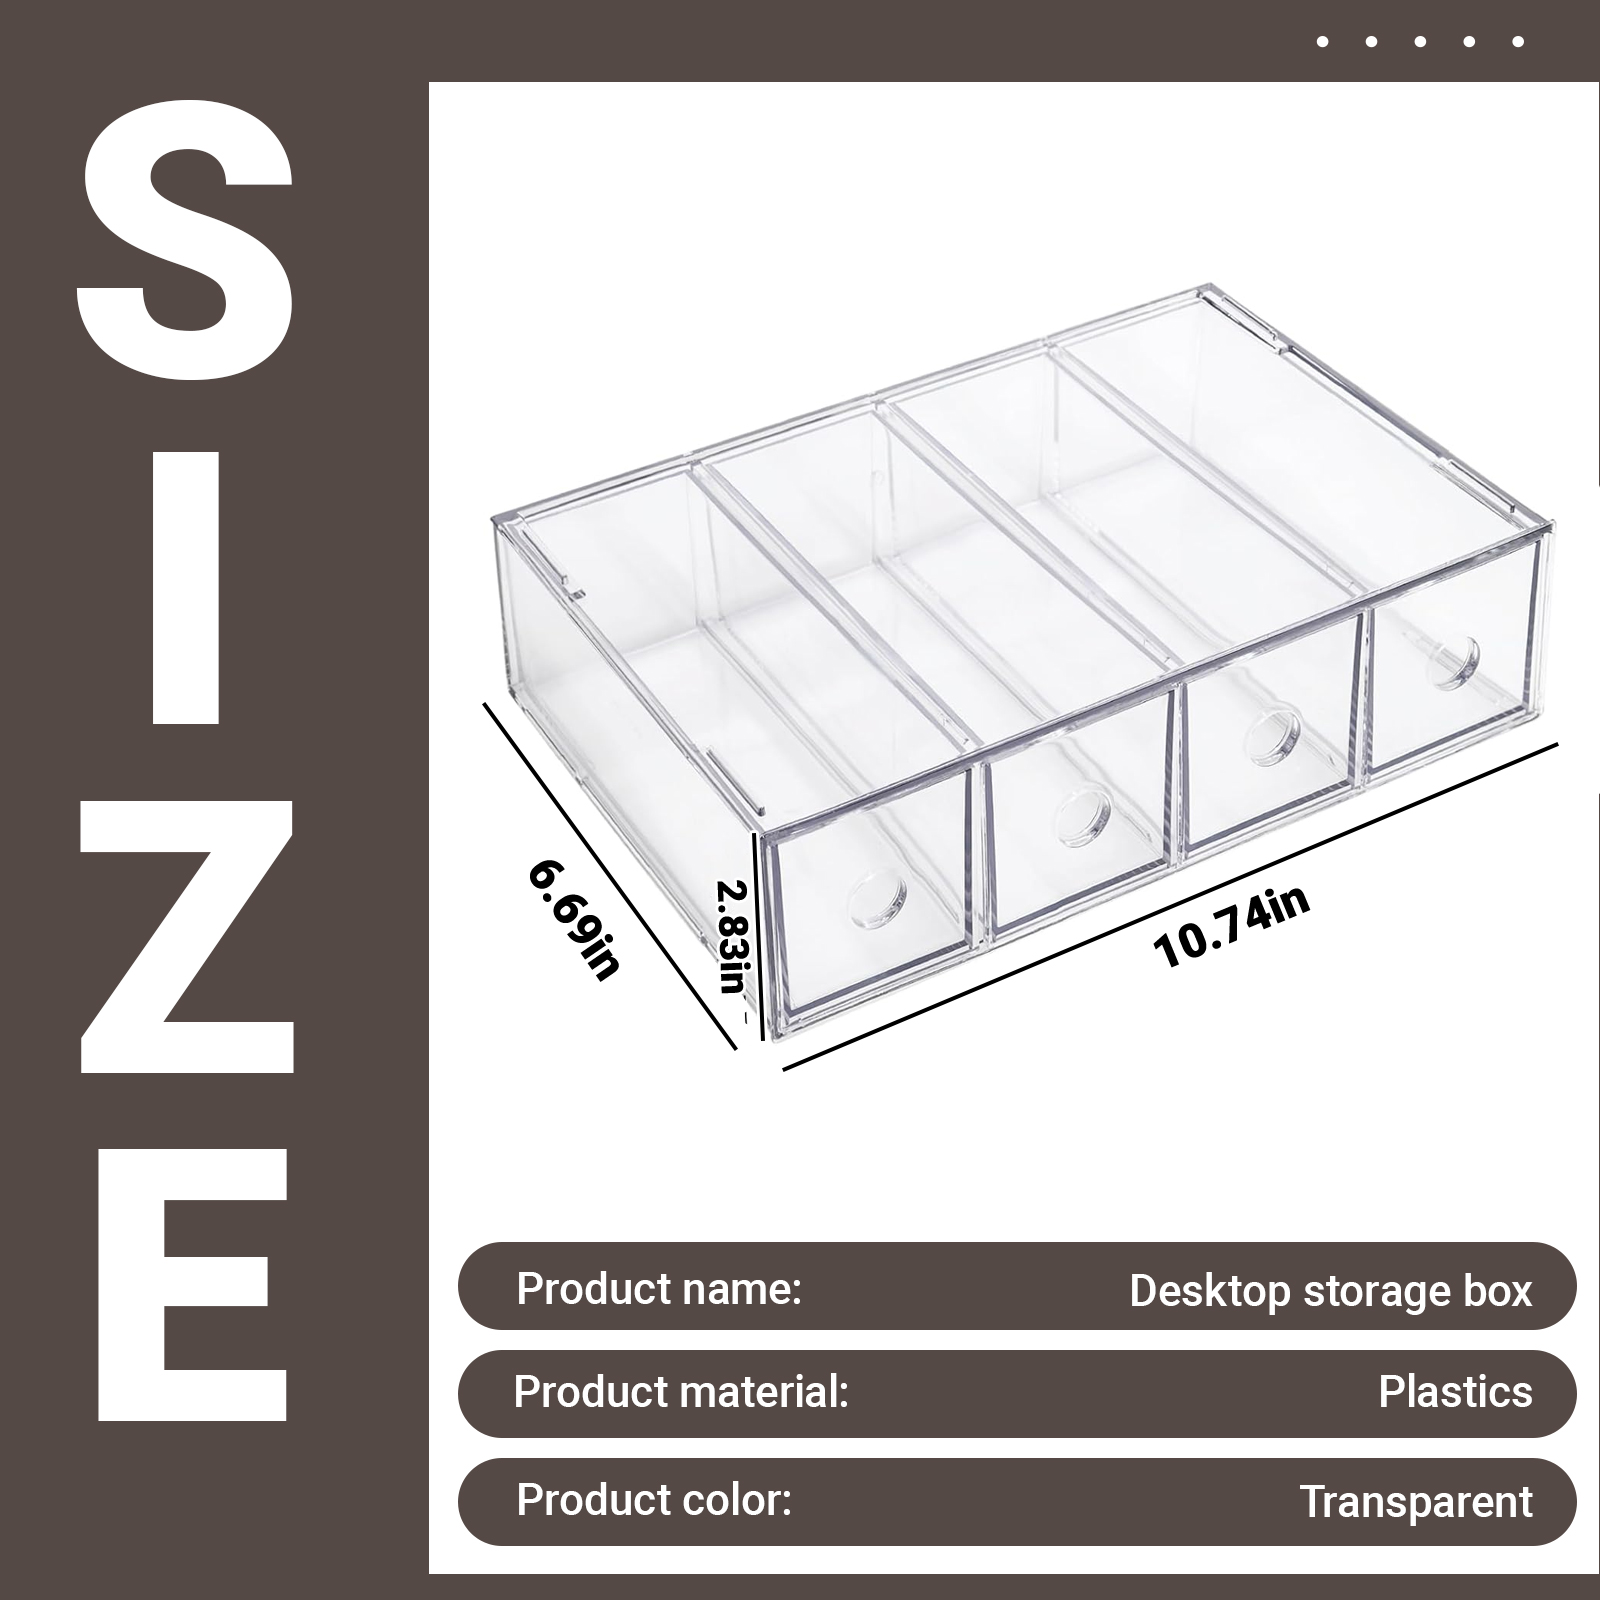 SIZE
6.69in
2.83in
10.74in
Product name: Desktop storage box
Product material: Plastics
Product color: Transparent